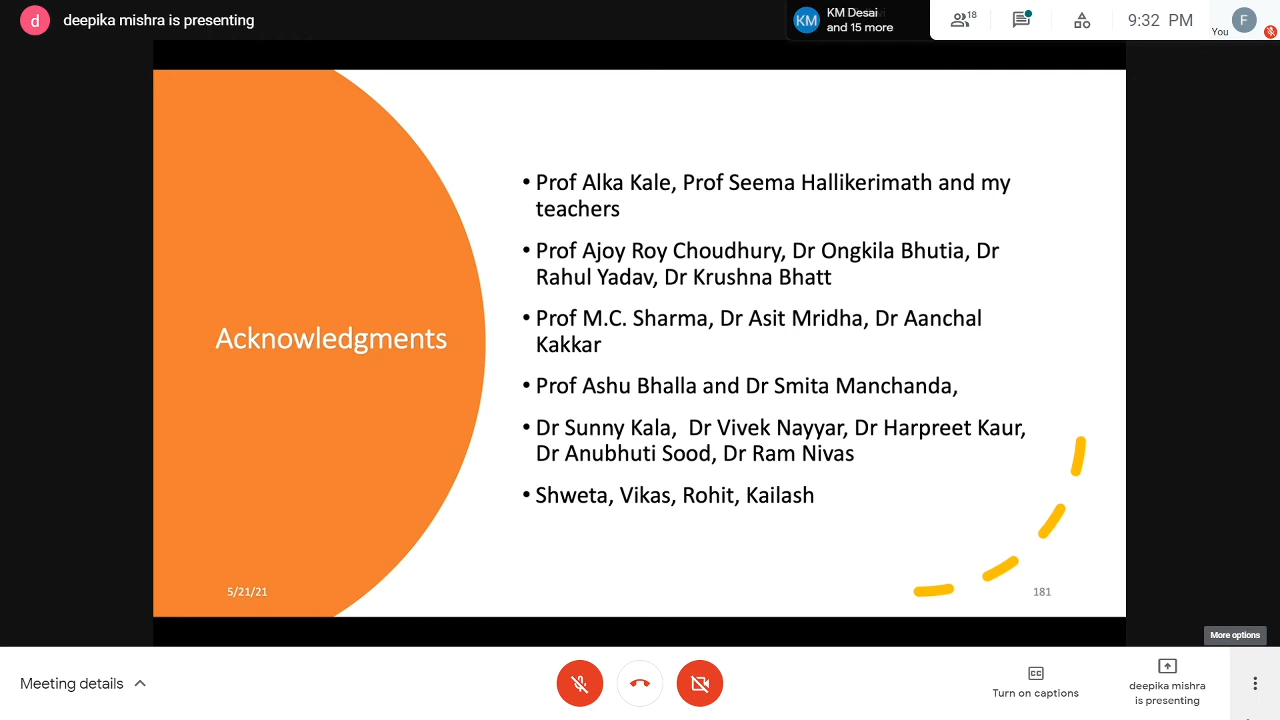 d
deepika mishra is presenting
KM
KM Desai
and 15 more
18
9:32 PM
You
F
Acknowledgments
• Prof Alka Kale, Prof Seema Hallikerimath and my
teachers
• Prof Ajoy Roy Choudhury, Dr Ongkila Bhutia, Dr
Rahul Yadav, Dr Krushna Bhatt
• Prof M.C. Sharma, Dr Asit Mridha, Dr Aanchal
Kakkar
• Prof Ashu Bhalla and Dr Smita Manchanda,
• Dr Sunny Kala, Dr Vivek Nayyar, Dr Harpreet Kaur,
Dr Anubhuti Sood, Dr Ram Nivas
• Shweta, Vikas, Rohit, Kailash
5/21/21
181
More options
Meeting details
CC
Turn on captions
deepika mishra
is presenting